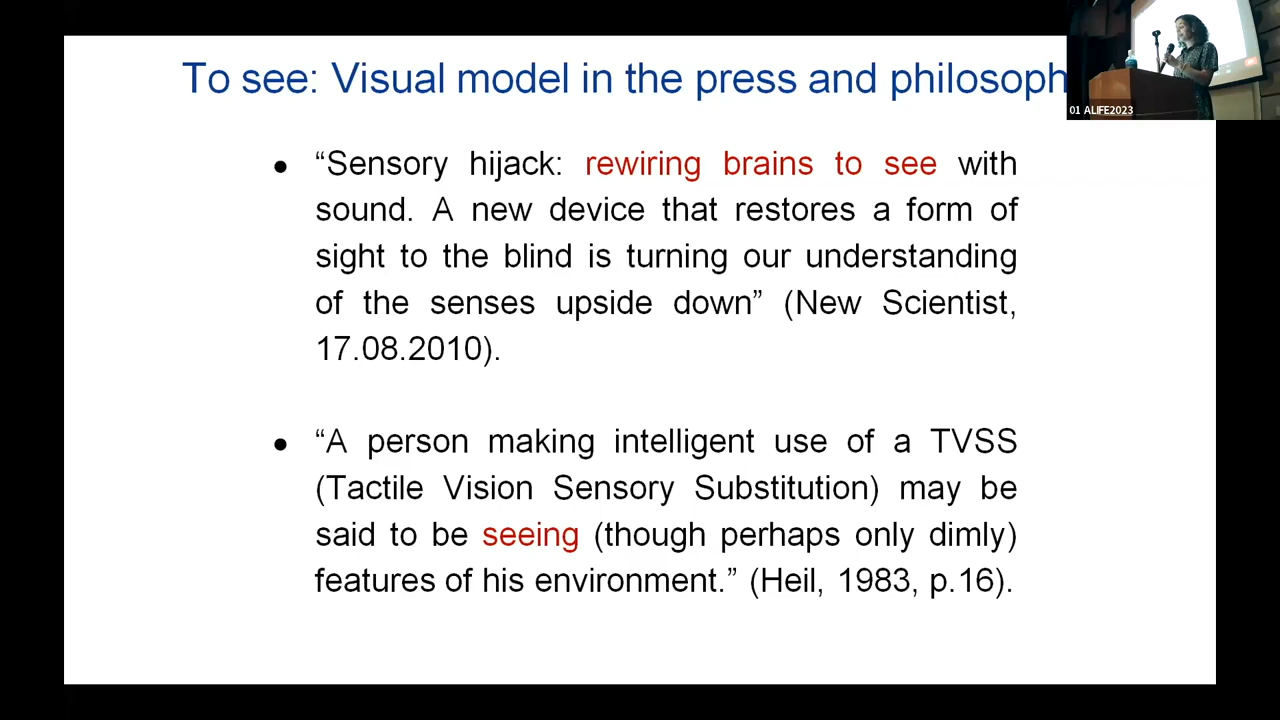 To see: Visual model in the press and philosoph
01 ALIFE2023
• “Sensory hijack: rewiring brains to see with
sound. A new device that restores a form of
sight to the blind is turning our understanding
of the senses upside down” (New Scientist,
17.08.2010).
• “A person making intelligent use of a TVSS
(Tactile Vision Sensory Substitution) may be
said to be seeing (though perhaps only dimly)
features of his environment.” (Heil, 1983, p.16).